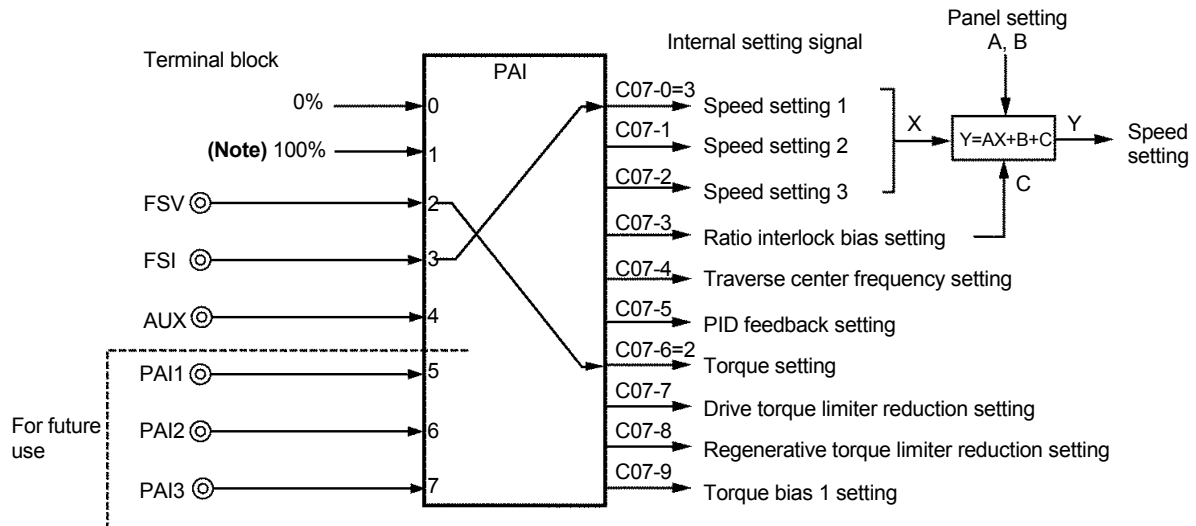 Terminal block
0%
(Note) 100%
FSV
FSI
AUX
PAI1
PAI2
PAI3
For future
use
PAI
0
1
2
3
4
5
6
7
Internal setting signal
C07-0=3
Speed setting 1
C07-1
Speed setting 2
C07-2
Speed setting 3
C07-3
Ratio interlock bias setting
C07-4
Traverse center frequency setting
C07-5
PID feedback setting
C07-6=2
Torque setting
C07-7
Drive torque limiter reduction setting
C07-8
Regenerative torque limiter reduction setting
C07-9
Torque bias 1 setting
Panel setting
A, B
X
Y=AX+B+C
Y
C
Speed
setting